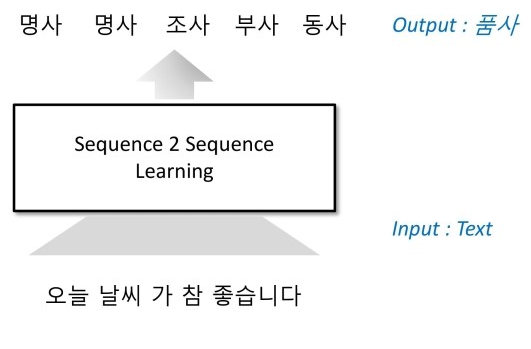 명사 명사 조사 부사 동사
Output : 품사
Sequence 2 Sequence
Learning
Input : Text
오늘 날씨 가 참 좋습니다